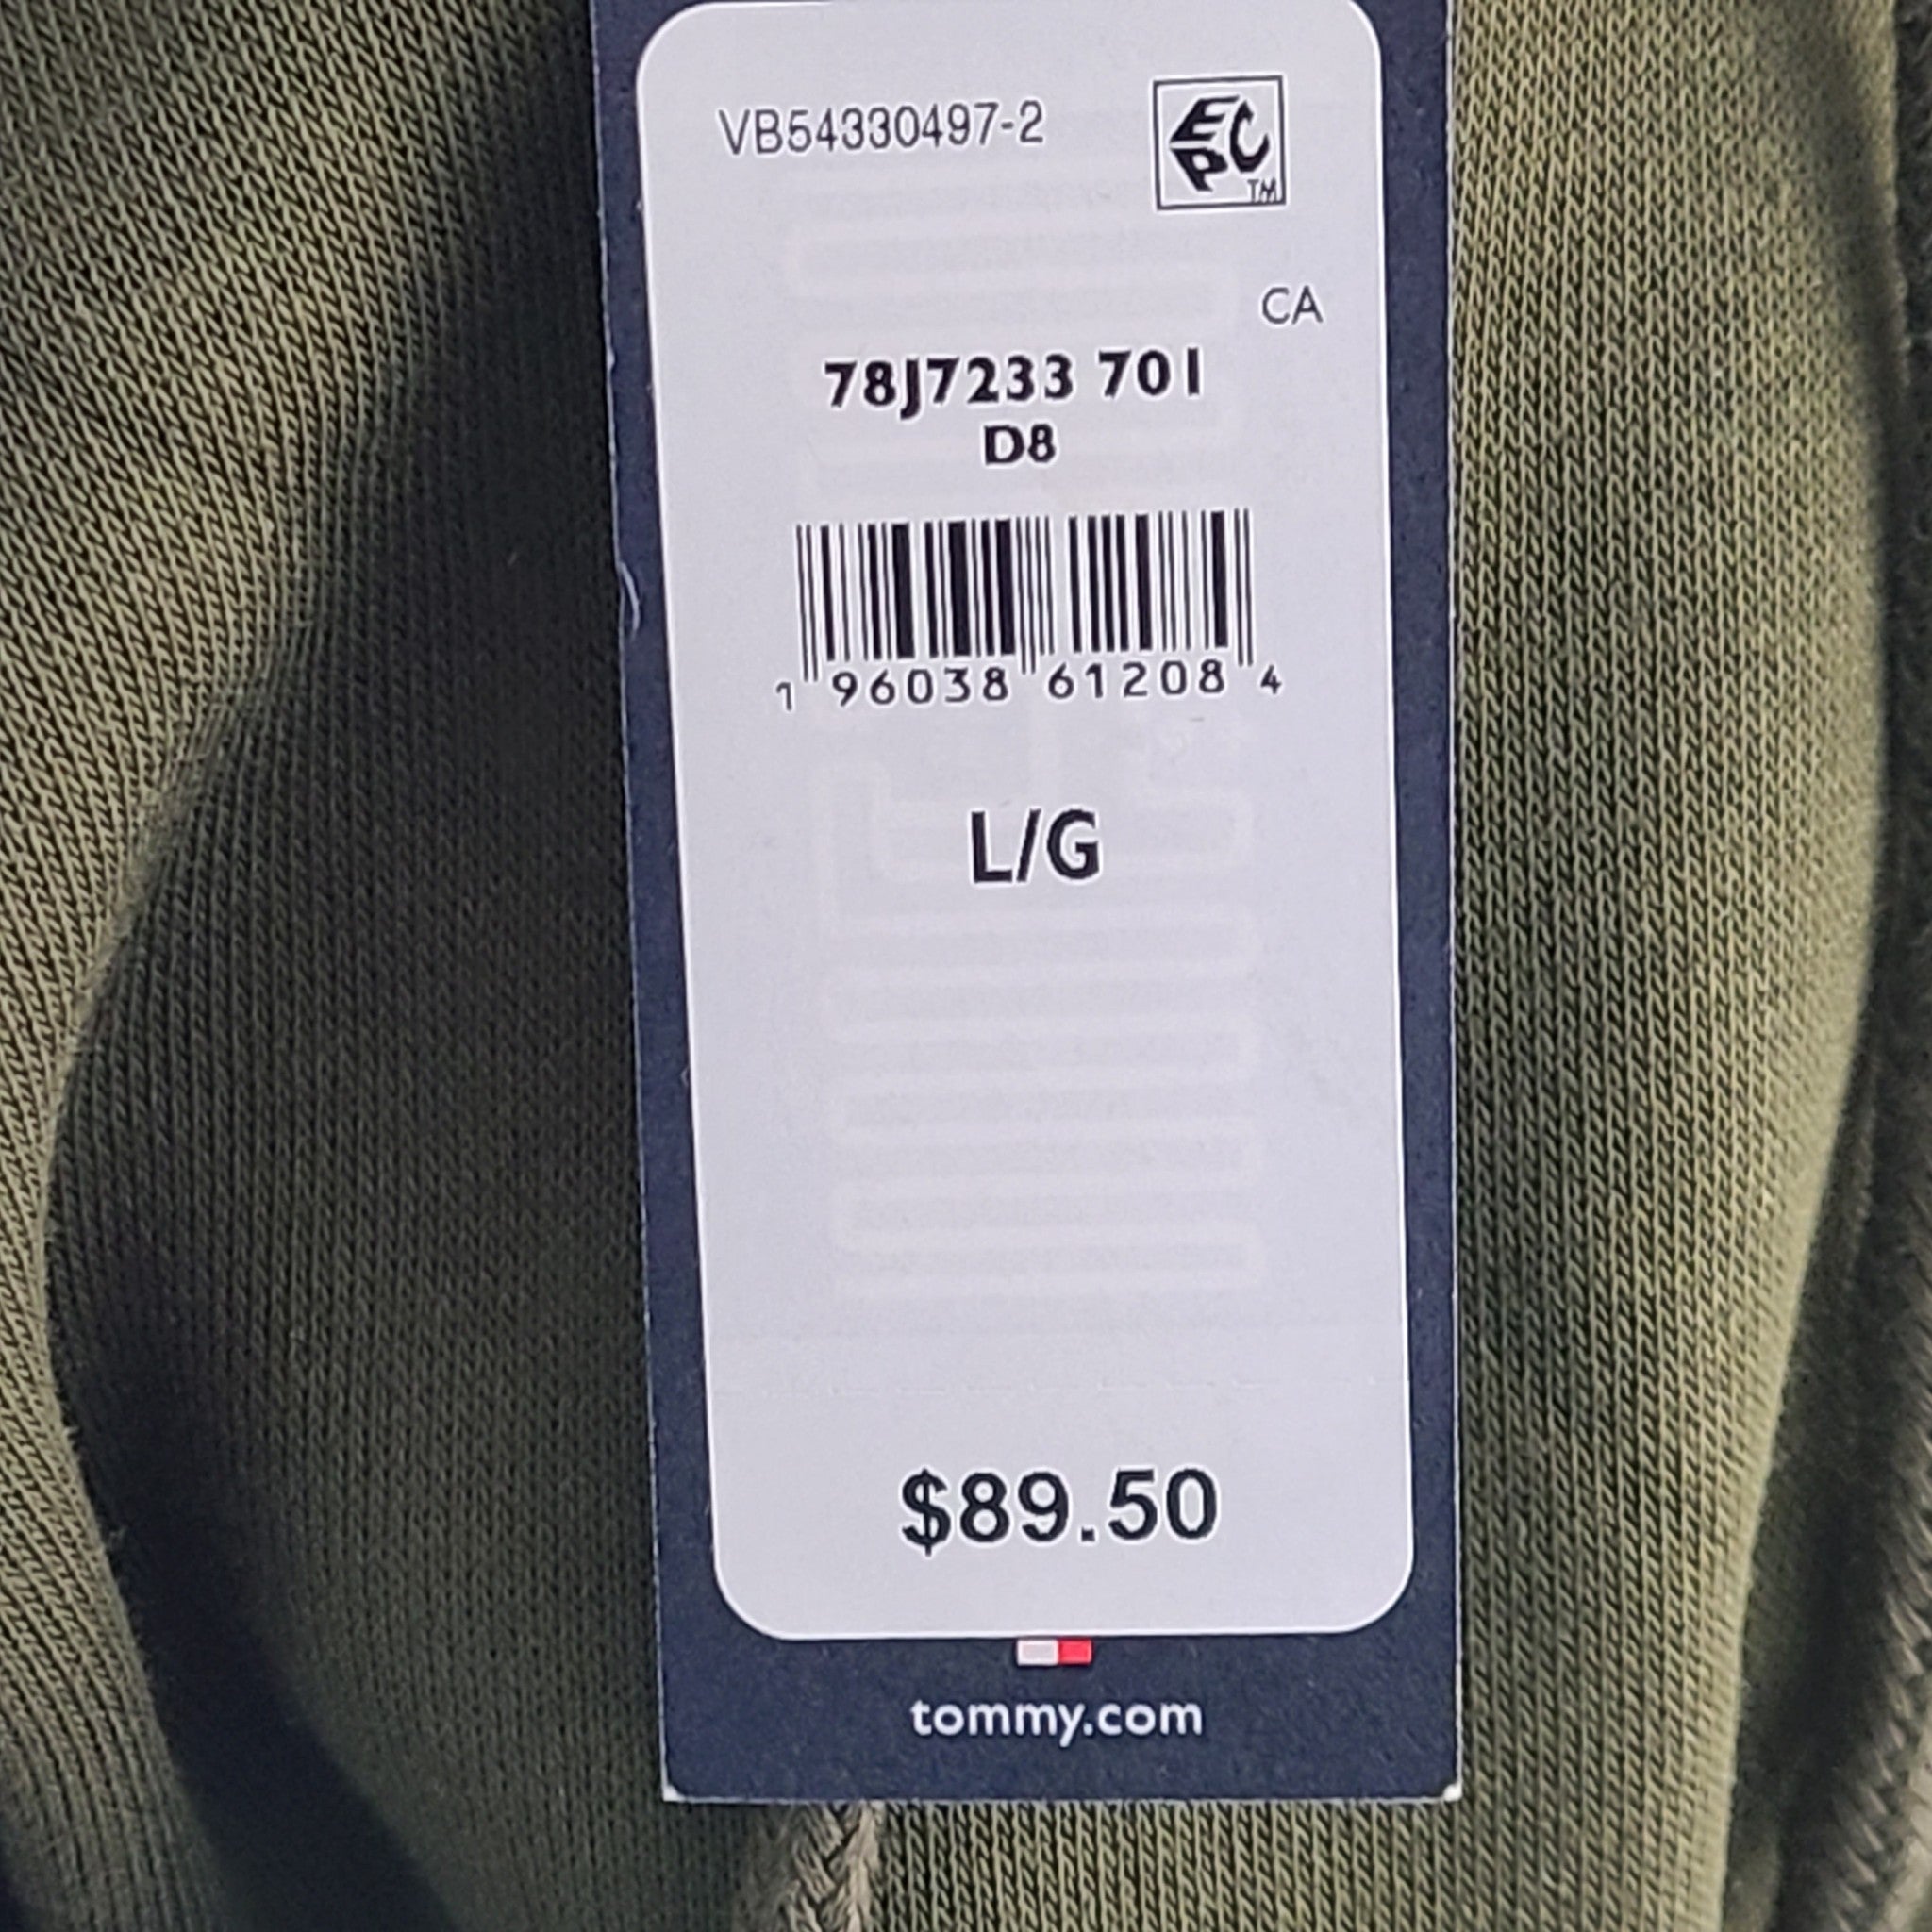 VB54330497-2
EPC
TM
CA
78J7233 701
D8
1 96038 61208 4
L/G
$89.50
tommy.com